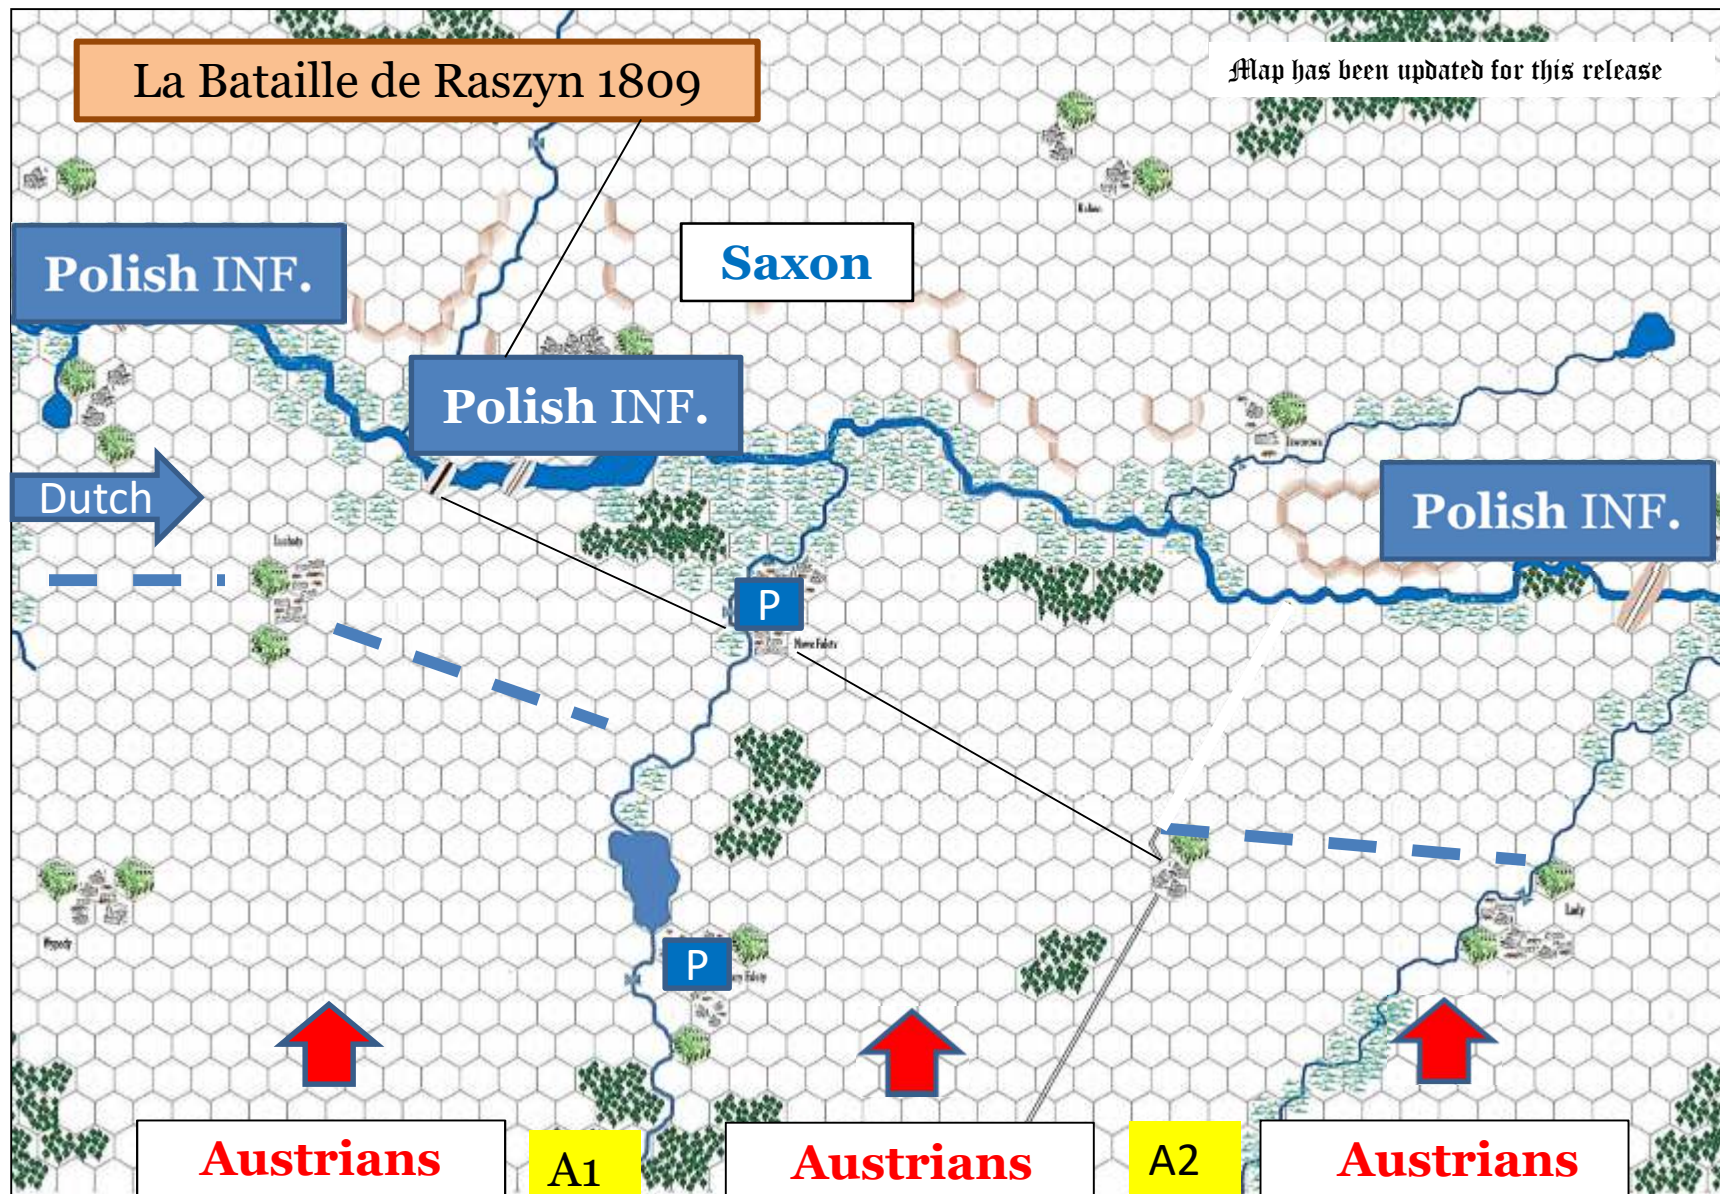 La Bataille de Raszyn 1809
Map has been updated for this release
Polish INF.
Saxon
Polish INF.
Dutch
Polish INF.
P
Lady
P
Austrians
A1
Austrians
A2
Austrians